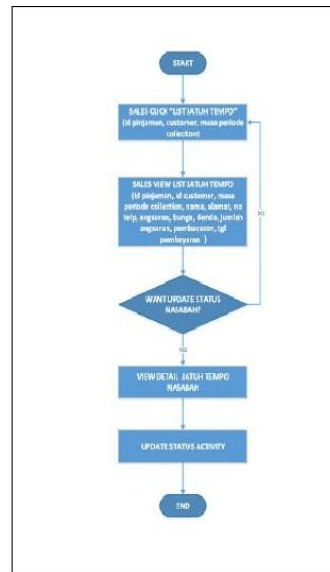 START
SALES CLICK "LIST JATUH TEMPO"
(id pinjaman, customer, masa periode
collection)
SALES VIEW LIST JATUH TEMPO
(id pinjaman, id customer, masa
periode collection, nama, alamat, no
telp, angsuran, bunga, denda, jumlah
angsuran, pembayaran, tgl
pembayaran )
WANT UPDATE STATUS
NASABAH?
VIEW DETAIL JATUH TEMPO
NASABAH
UPDATE STATUS ACTIVITY
END